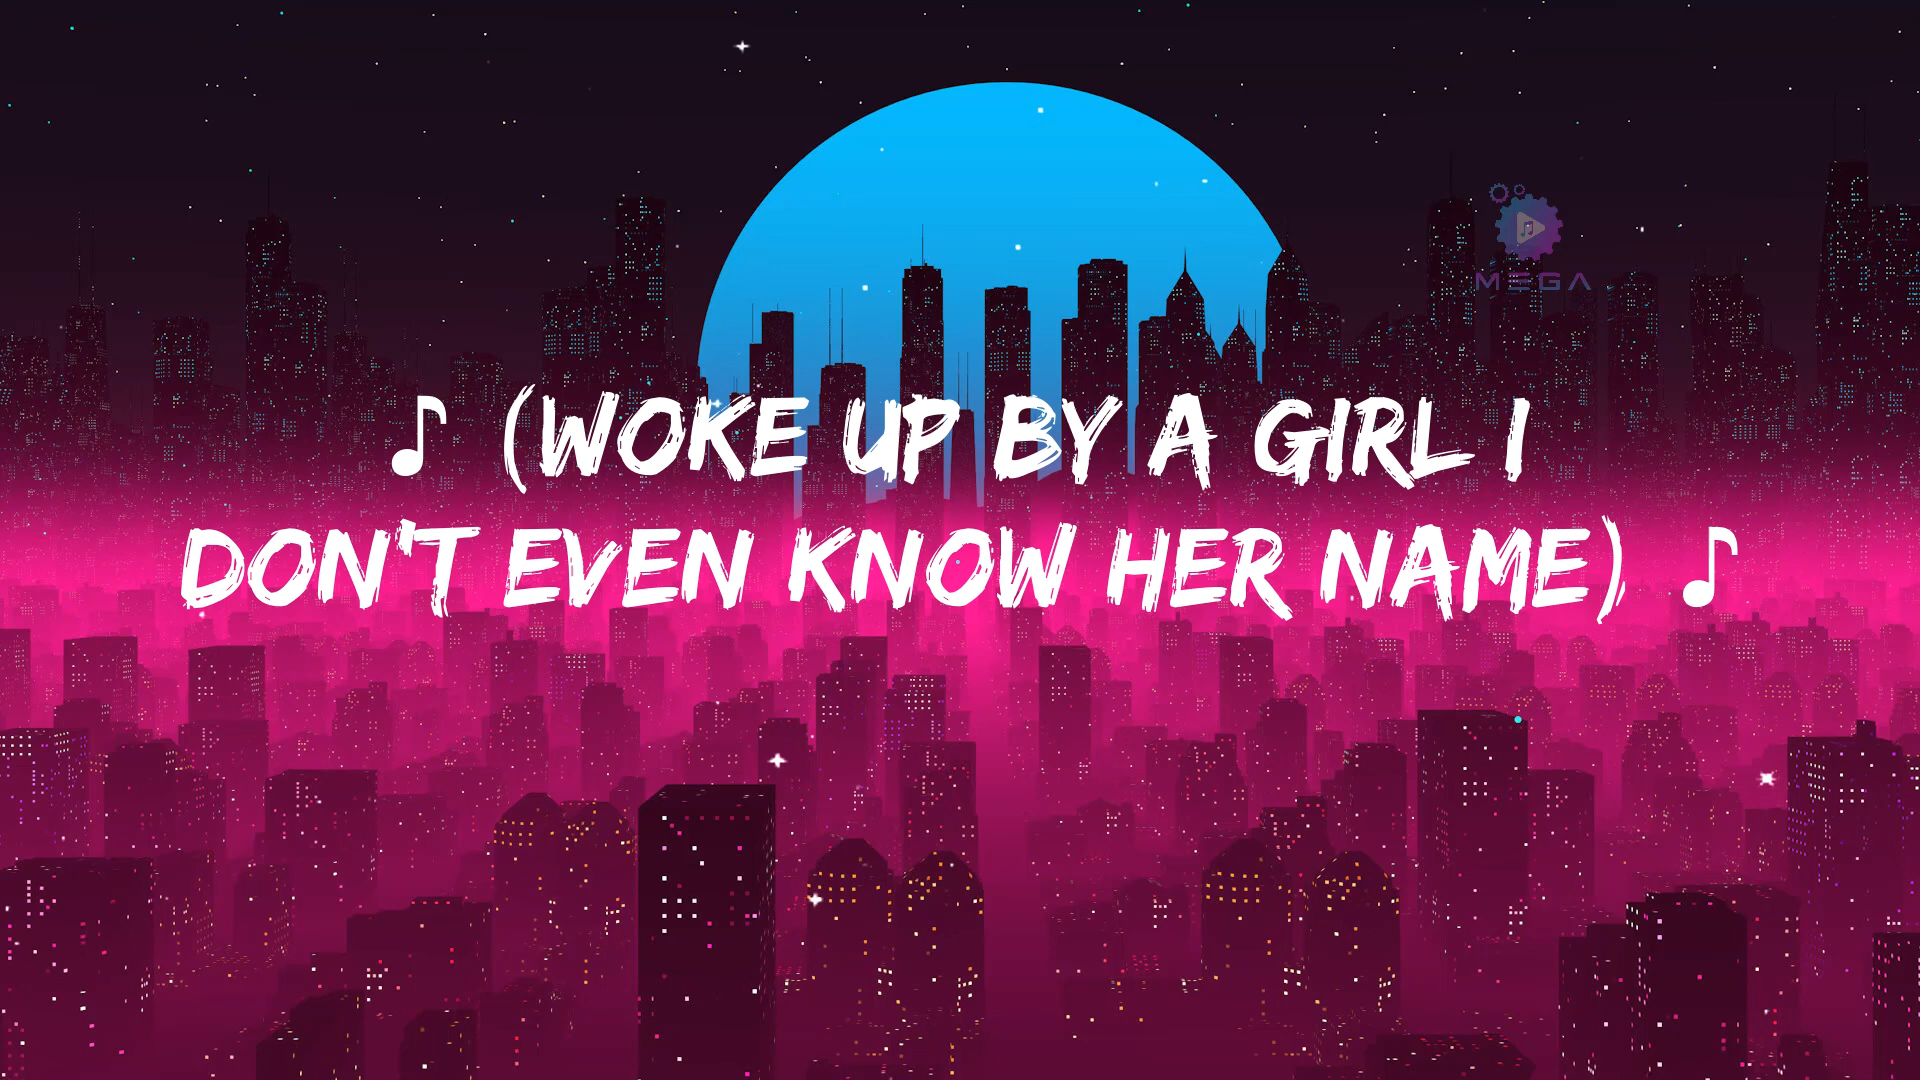 MEGA
♪ (WOKE UP BY A GIRL I
DON'T EVEN KNOW HER NAME) ♪